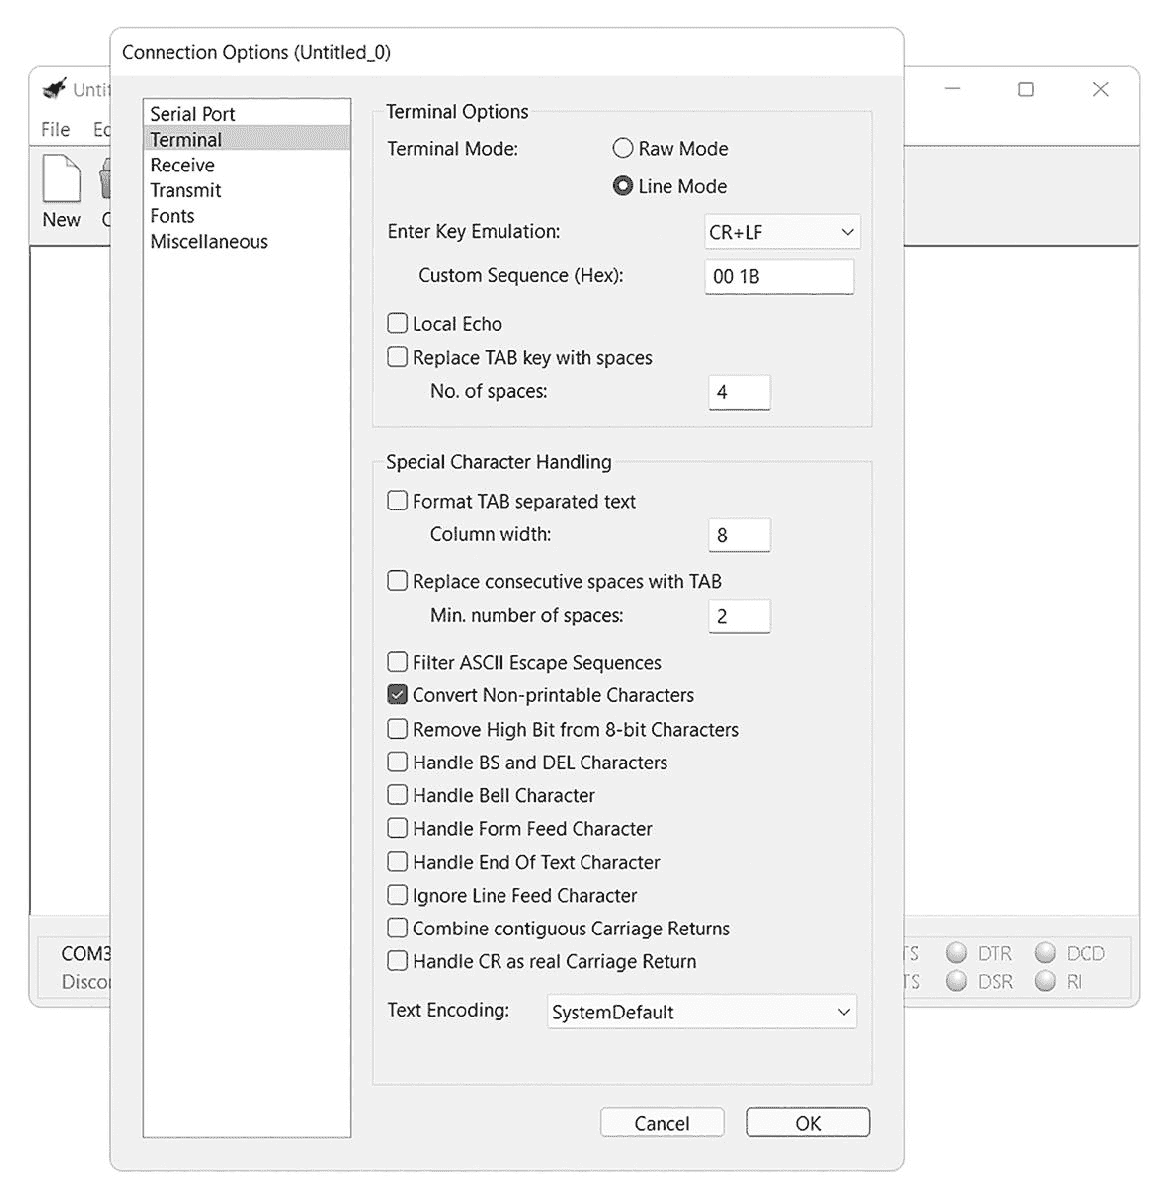 Connection Options (Untitled_0)
Untit
File Ed
New C
Serial Port
Terminal
Receive
Transmit
Fonts
Miscellaneous
Terminal Options
Terminal Mode:
Raw Mode
Line Mode
Enter Key Emulation: CR+LF
Custom Sequence (Hex): 00 1B
Local Echo
Replace TAB key with spaces
No. of spaces: 4
Special Character Handling
Format TAB separated text
Column width: 8
Replace consecutive spaces with TAB
Min. number of spaces: 2
Filter ASCII Escape Sequences
Convert Non-printable Characters
Remove High Bit from 8-bit Characters
Handle BS and DEL Characters
Handle Bell Character
Handle Form Feed Character
Handle End Of Text Character
Ignore Line Feed Character
Combine contiguous Carriage Returns
Handle CR as real Carriage Return
Text Encoding: SystemDefault
Cancel OK
COM3 TS DTR DCD
Discon TS DSR RI